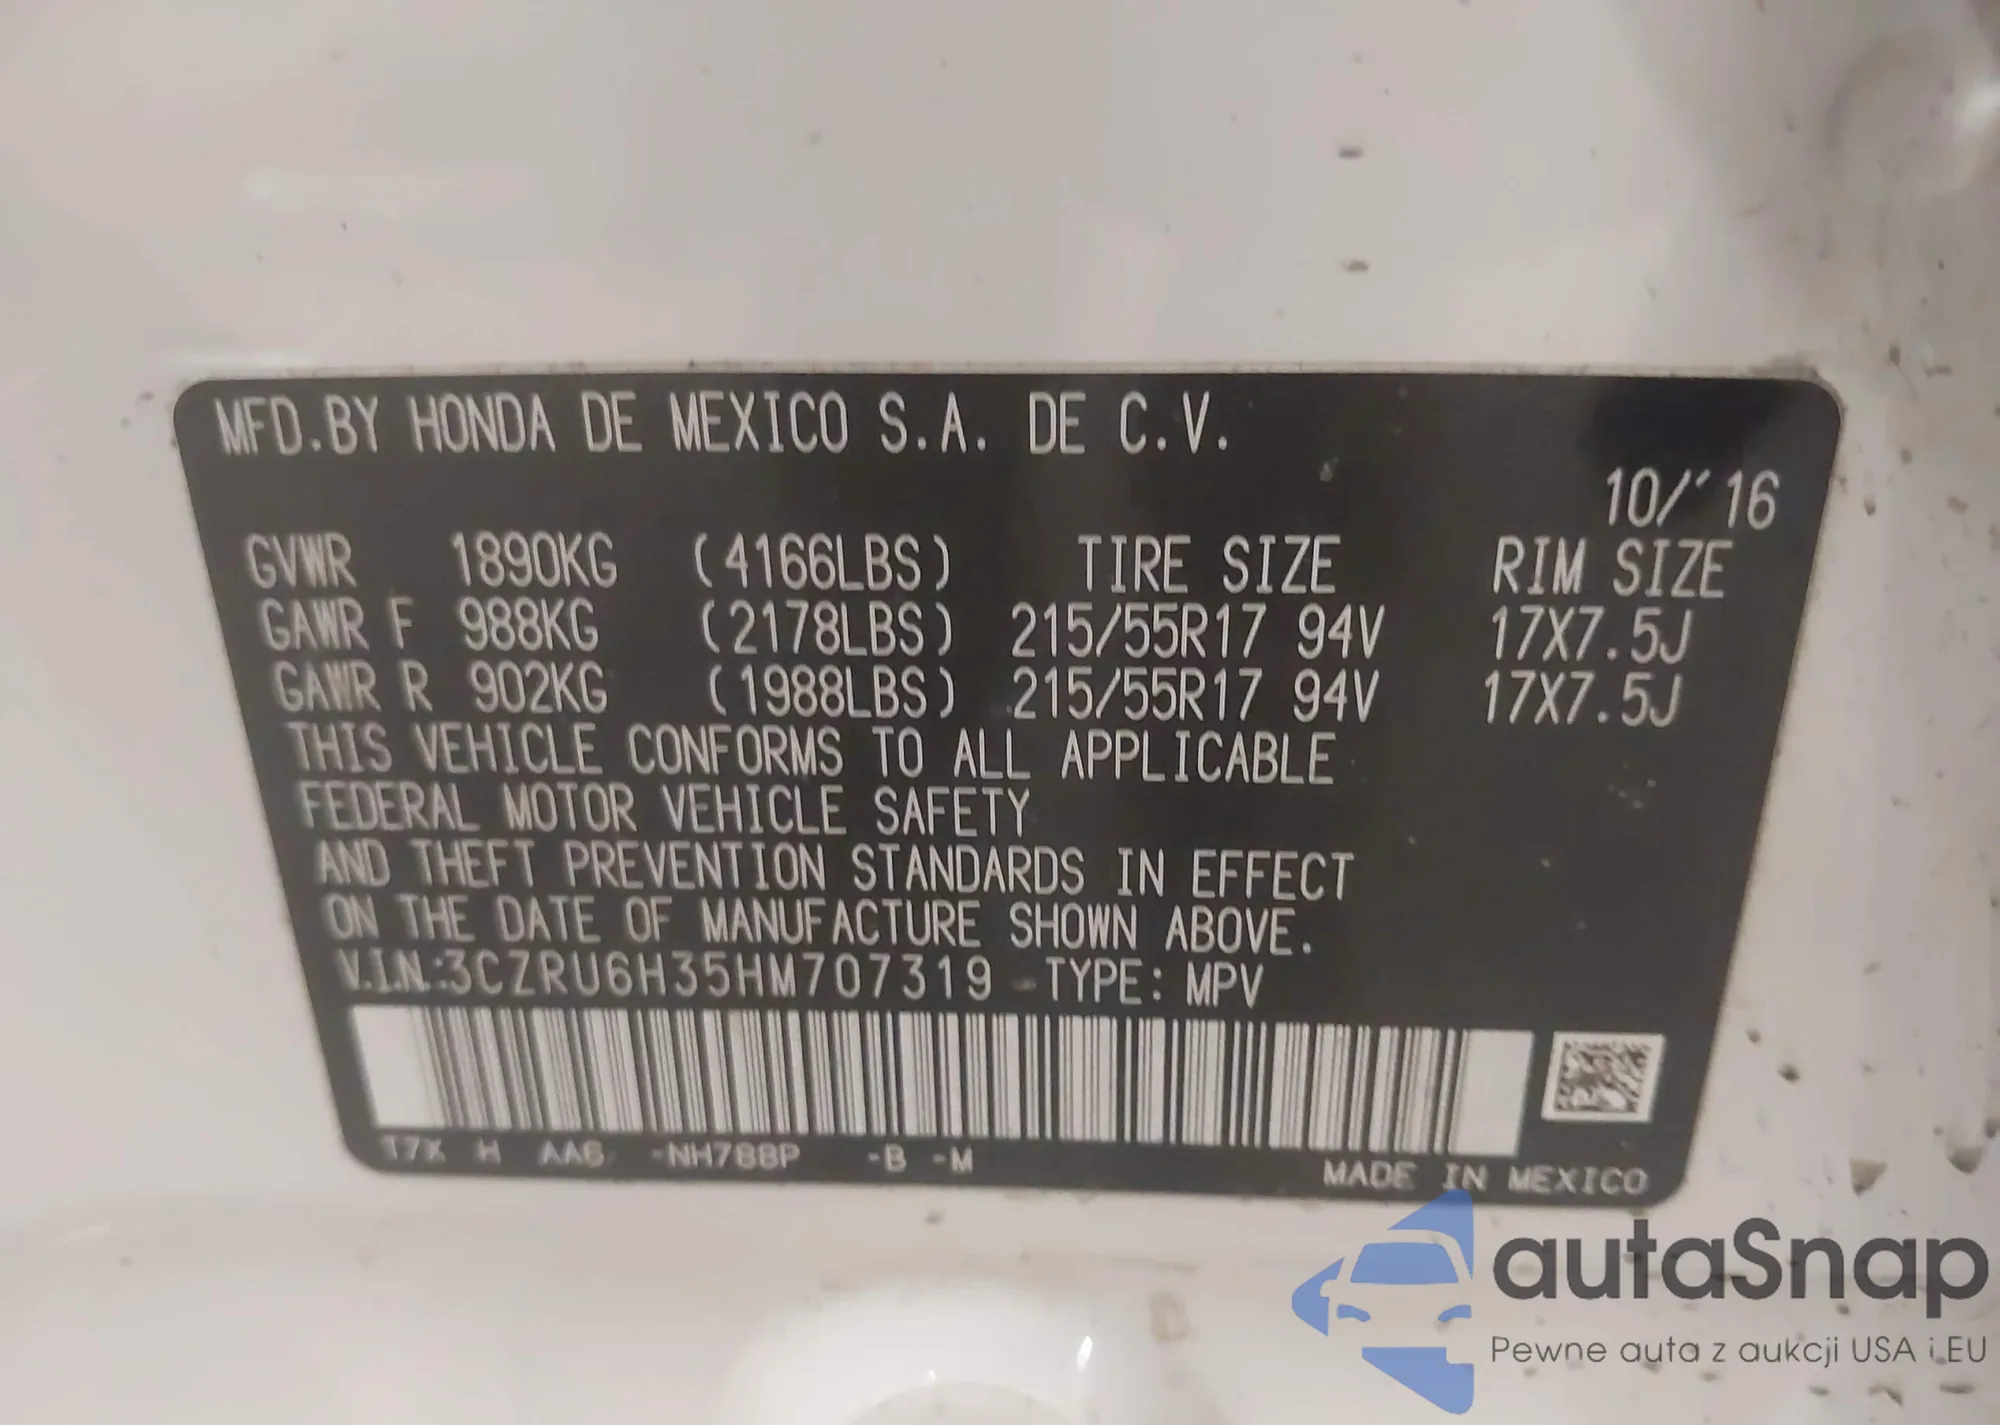 MFD.BY HONDA DE MEXICO S.A. DE C.V.
10/'16
GVWR 1890KG (4166LBS) TIRE SIZE RIM SIZE
GAWR F 988KG (2178LBS) 215/55R17 94V 17X7.5J
GAWR R 902KG (1988LBS) 215/55R17 94V 17X7.5J
THIS VEHICLE CONFORMS TO ALL APPLICABLE
FEDERAL MOTOR VEHICLE SAFETY
AND THEFT PREVENTION STANDARDS IN EFFECT
ON THE DATE OF MANUFACTURE SHOWN ABOVE.
V.I.N.:3CZRU6H35HM707319 TYPE: MPV
T7X H AA6 -NH788P -B -M
MADE IN MEXICO
autaSnap
Pewne auta z aukcji USA i EU